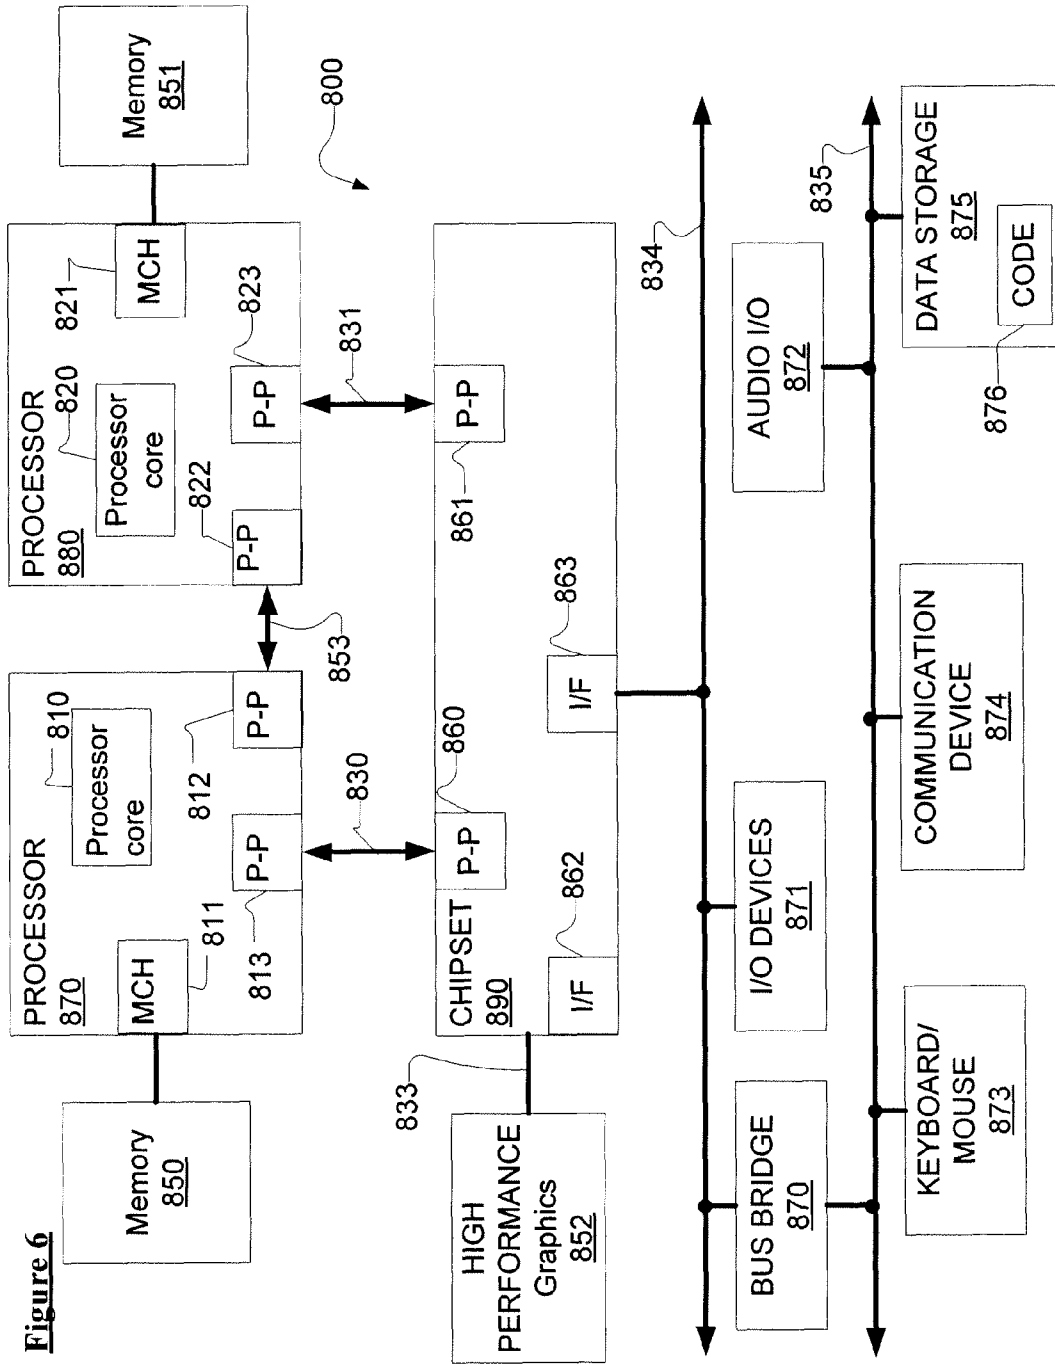 Figure 6
Memory
850
PROCESSOR
870
MCH
811
Processor
core
810
P-P
813
P-P
812
853
PROCESSOR
880
Processor
core
820
P-P
822
P-P
823
MCH
821
Memory
851
800
830
831
HIGH
PERFORMANCE
Graphics
852
833
CHIPSET
890
P-P
860
P-P
861
I/F
862
I/F
863
834
BUS BRIDGE
870
I/O DEVICES
871
AUDIO I/O
872
835
KEYBOARD/
MOUSE
873
COMMUNICATION
DEVICE
874
DATA STORAGE
875
CODE
876